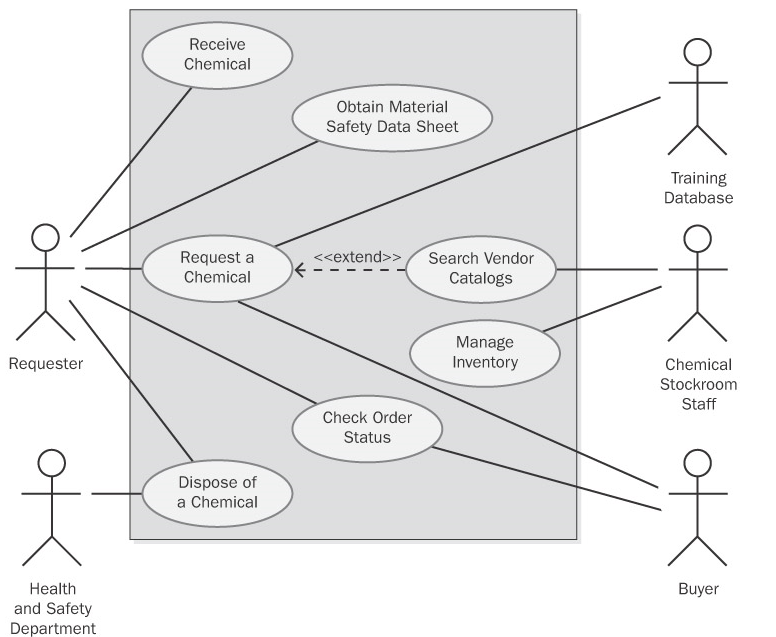 Receive
Chemical
Obtain Material
Safety Data Sheet
Training
Database
Request a
Chemical
<<extend>>
Search Vendor
Catalogs
Requester
Manage
Inventory
Chemical
Stockroom
Staff
Check Order
Status
Dispose of
a Chemical
Health
and Safety
Department
Buyer